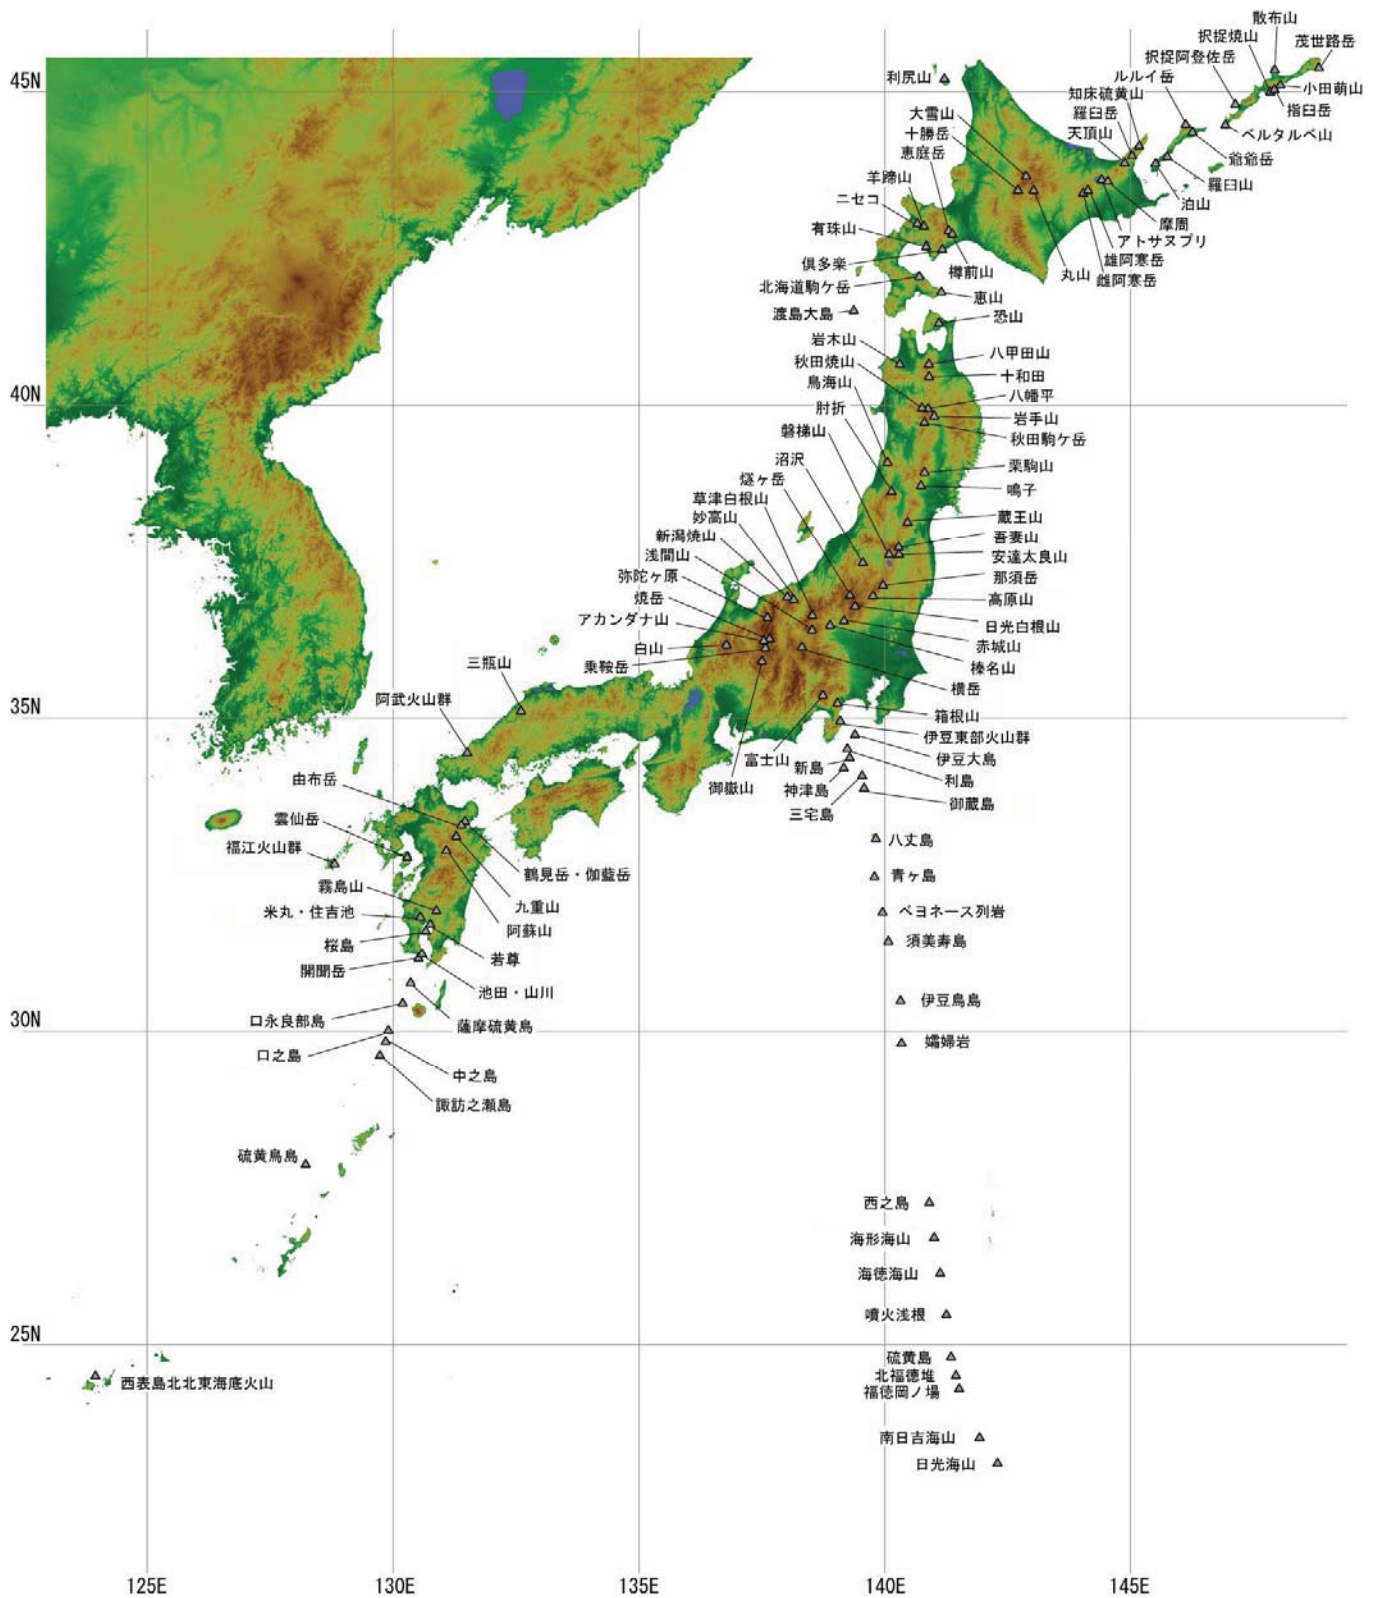 散布山
択捉焼山
茂世路岳
択捉阿登佐岳
ルルイ岳
45N
利尻山
小田萌山
知床硫黄山
指臼岳
大雪山
羅臼岳
ベルタルベ山
十勝岳
天頂山
恵庭岳
爺爺岳
羊蹄山
羅臼山
ニセコ
泊山
有珠山
摩周
アトサヌプリ
倶多楽
雄阿寒岳
樽前山
丸山
雌阿寒岳
北海道駒ケ岳
恵山
渡島大島
恐山
岩木山
八甲田山
秋田焼山
十和田
鳥海山
40N
八幡平
肘折
岩手山
磐梯山
秋田駒ケ岳
沼沢
栗駒山
燧ヶ岳
鳴子
草津白根山
妙高山
蔵王山
新潟焼山
吾妻山
浅間山
安達太良山
弥陀ヶ原
那須岳
焼岳
高原山
アカンダナ山
日光白根山
白山
赤城山
三瓶山
乗鞍岳
榛名山
横岳
阿武火山群
35N
箱根山
伊豆東部火山群
富士山
伊豆大島
新島
由布岳
利島
御嶽山
神津島
御蔵島
三宅島
雲仙岳
八丈島
福江火山群
鶴見岳・伽藍岳
青ヶ島
霧島山
九重山
米丸・住吉池
ベヨネース列岩
阿蘇山
桜島
須美寿島
若尊
開聞岳
池田・山川
伊豆鳥島
口永良部島
30N
薩摩硫黄島
孀婦岩
口之島
中之島
諏訪之瀬島
硫黄鳥島
西之島
海形海山
海徳海山
噴火浅根
25N
硫黄島
北福徳堆
西表島北北東海底火山
福徳岡ノ場
南日吉海山
日光海山
125E
130E
135E
140E
145E